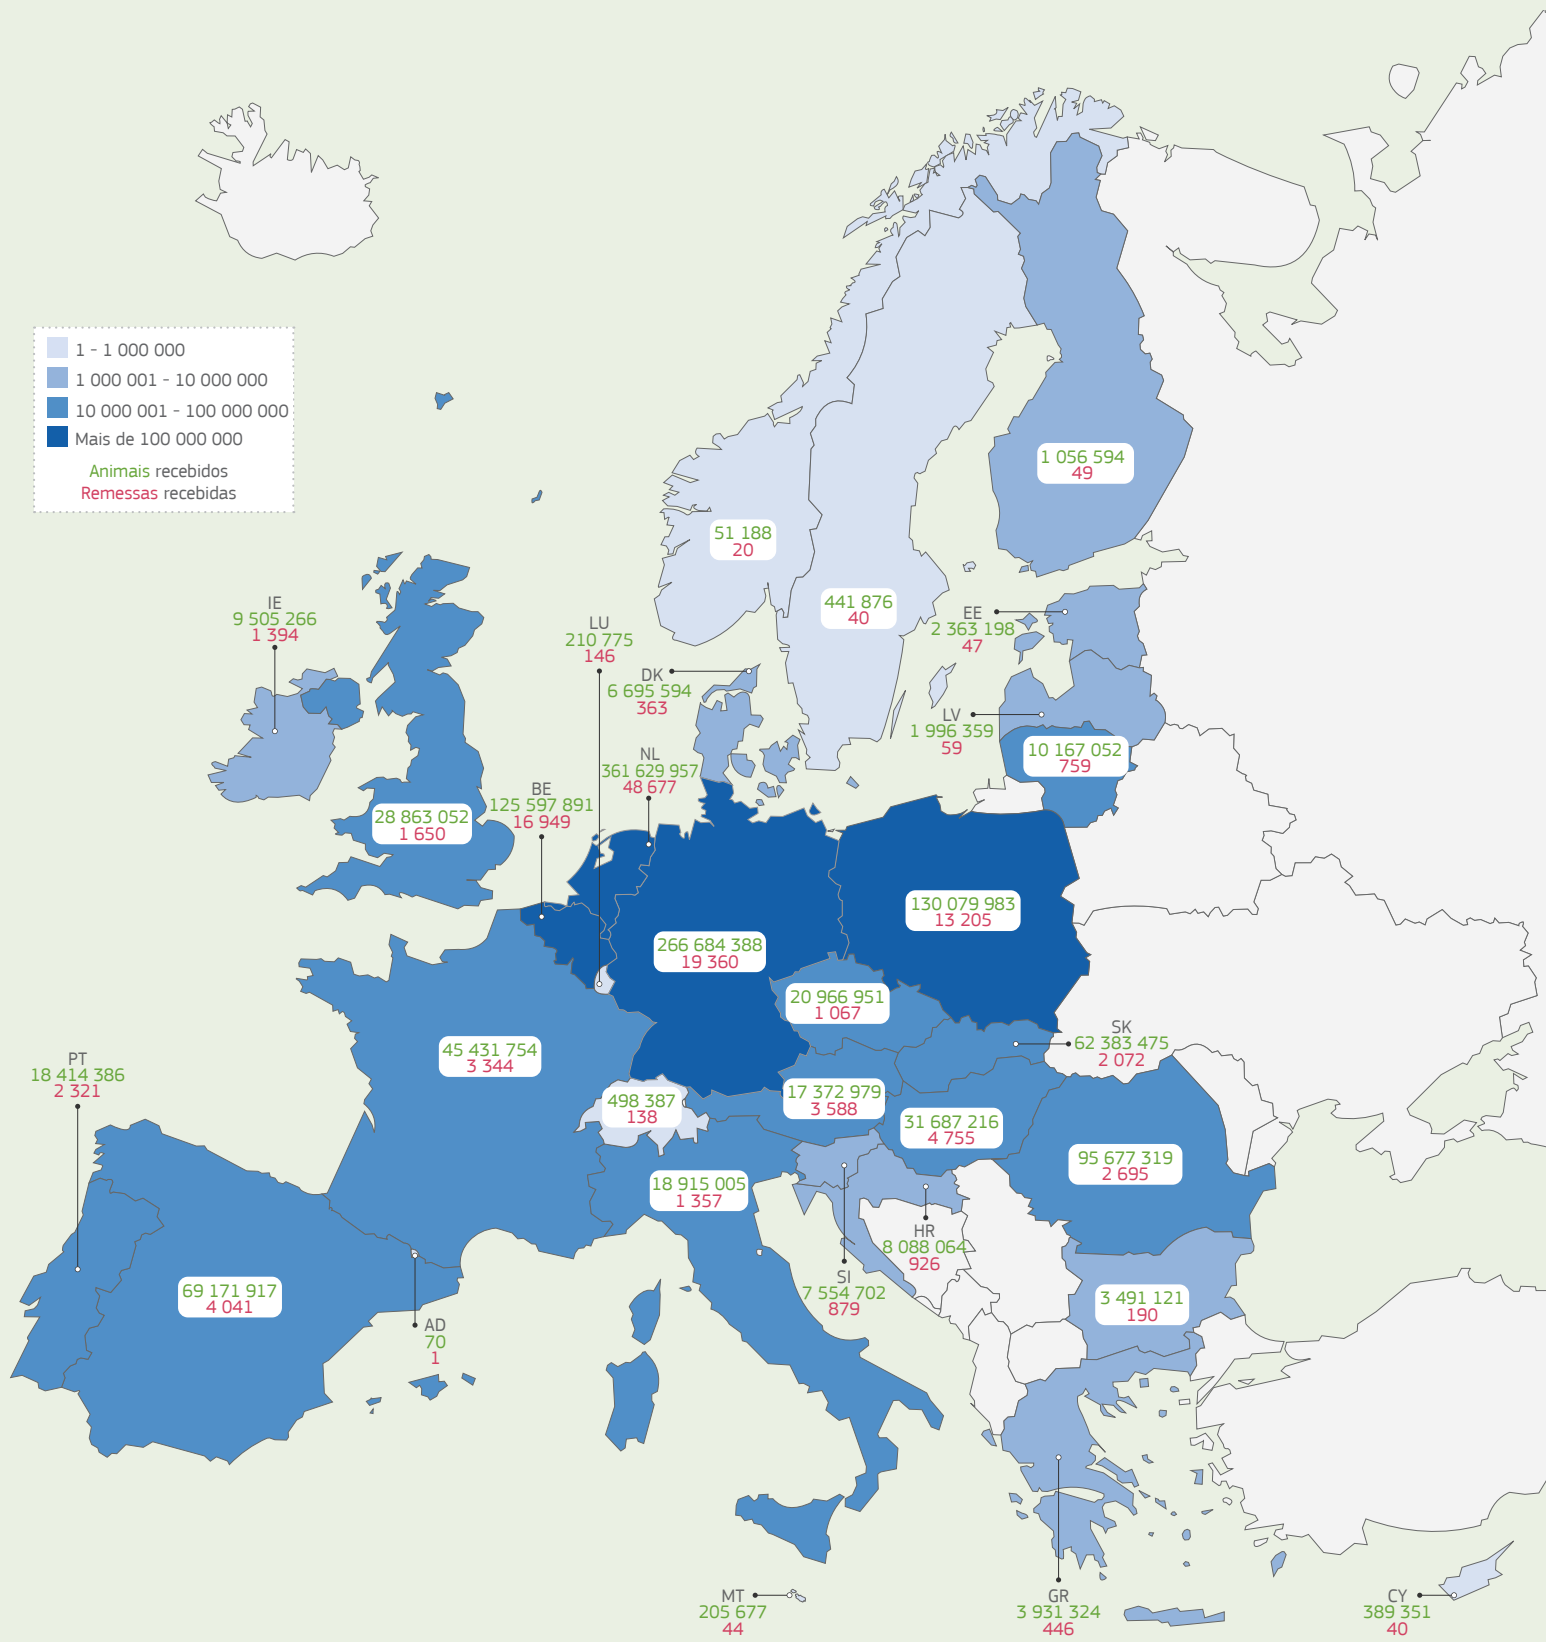 1 - 1 000 000
1 000 001 - 10 000 000
10 000 001 - 100 000 000
Mais de 100 000 000
Animais recebidos
Remessas recebidas
1 056 594
49
51 188
20
441 876
40
IE
9 505 266
1 394
LU
210 775
146
EE
2 363 198
47
DK
6 695 594
363
LV
1 996 359
59
10 167 052
759
NL
361 629 957
48 677
BE
125 597 891
16 949
28 863 052
1 650
130 079 983
13 205
266 684 388
19 360
20 966 951
1 067
SK
62 383 475
2 072
45 431 754
3 344
PT
18 414 386
2 321
498 387
138
17 372 979
3 588
31 687 216
4 755
95 677 319
2 695
18 915 005
1 357
HR
8 088 064
926
SI
7 554 702
879
69 171 917
4 041
3 491 121
190
AD
70
1
MT
205 677
44
GR
3 931 324
446
CY
389 351
40